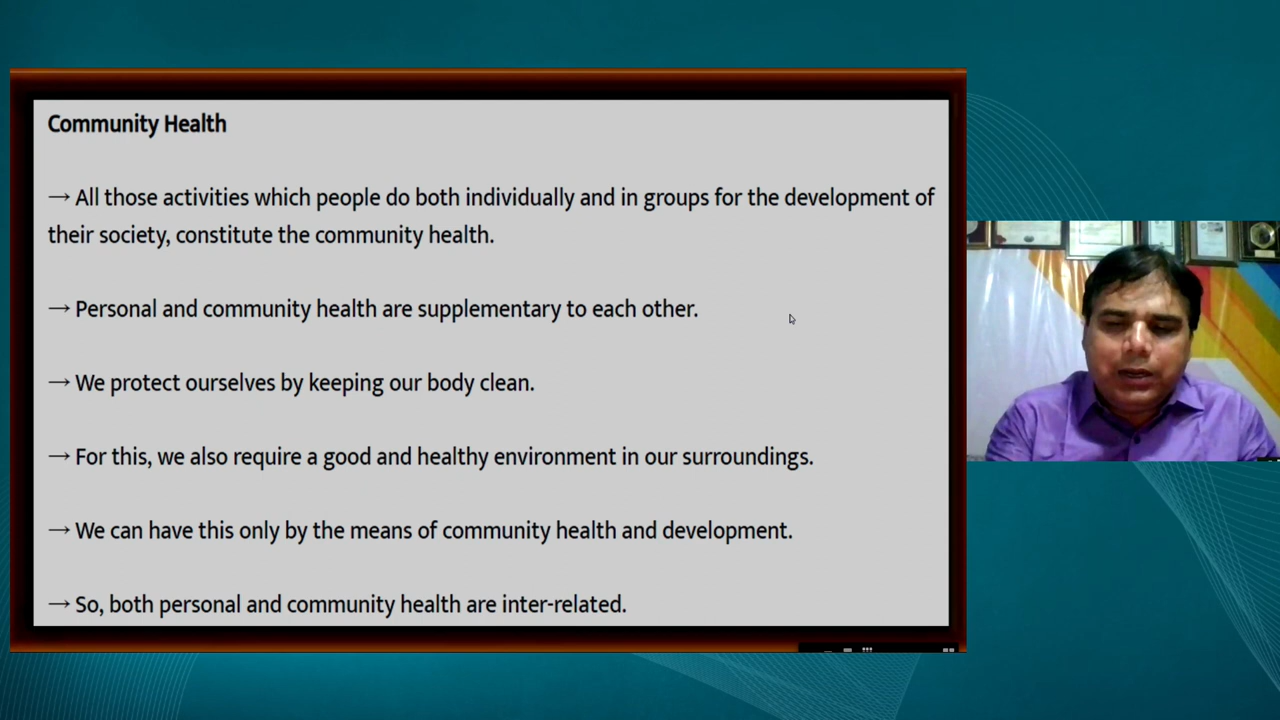 Community Health
→ All those activities which people do both individually and in groups for the development of
their society, constitute the community health.
→ Personal and community health are supplementary to each other.
→ We protect ourselves by keeping our body clean.
→ For this, we also require a good and healthy environment in our surroundings.
→ We can have this only by the means of community health and development.
→ So, both personal and community health are inter-related.